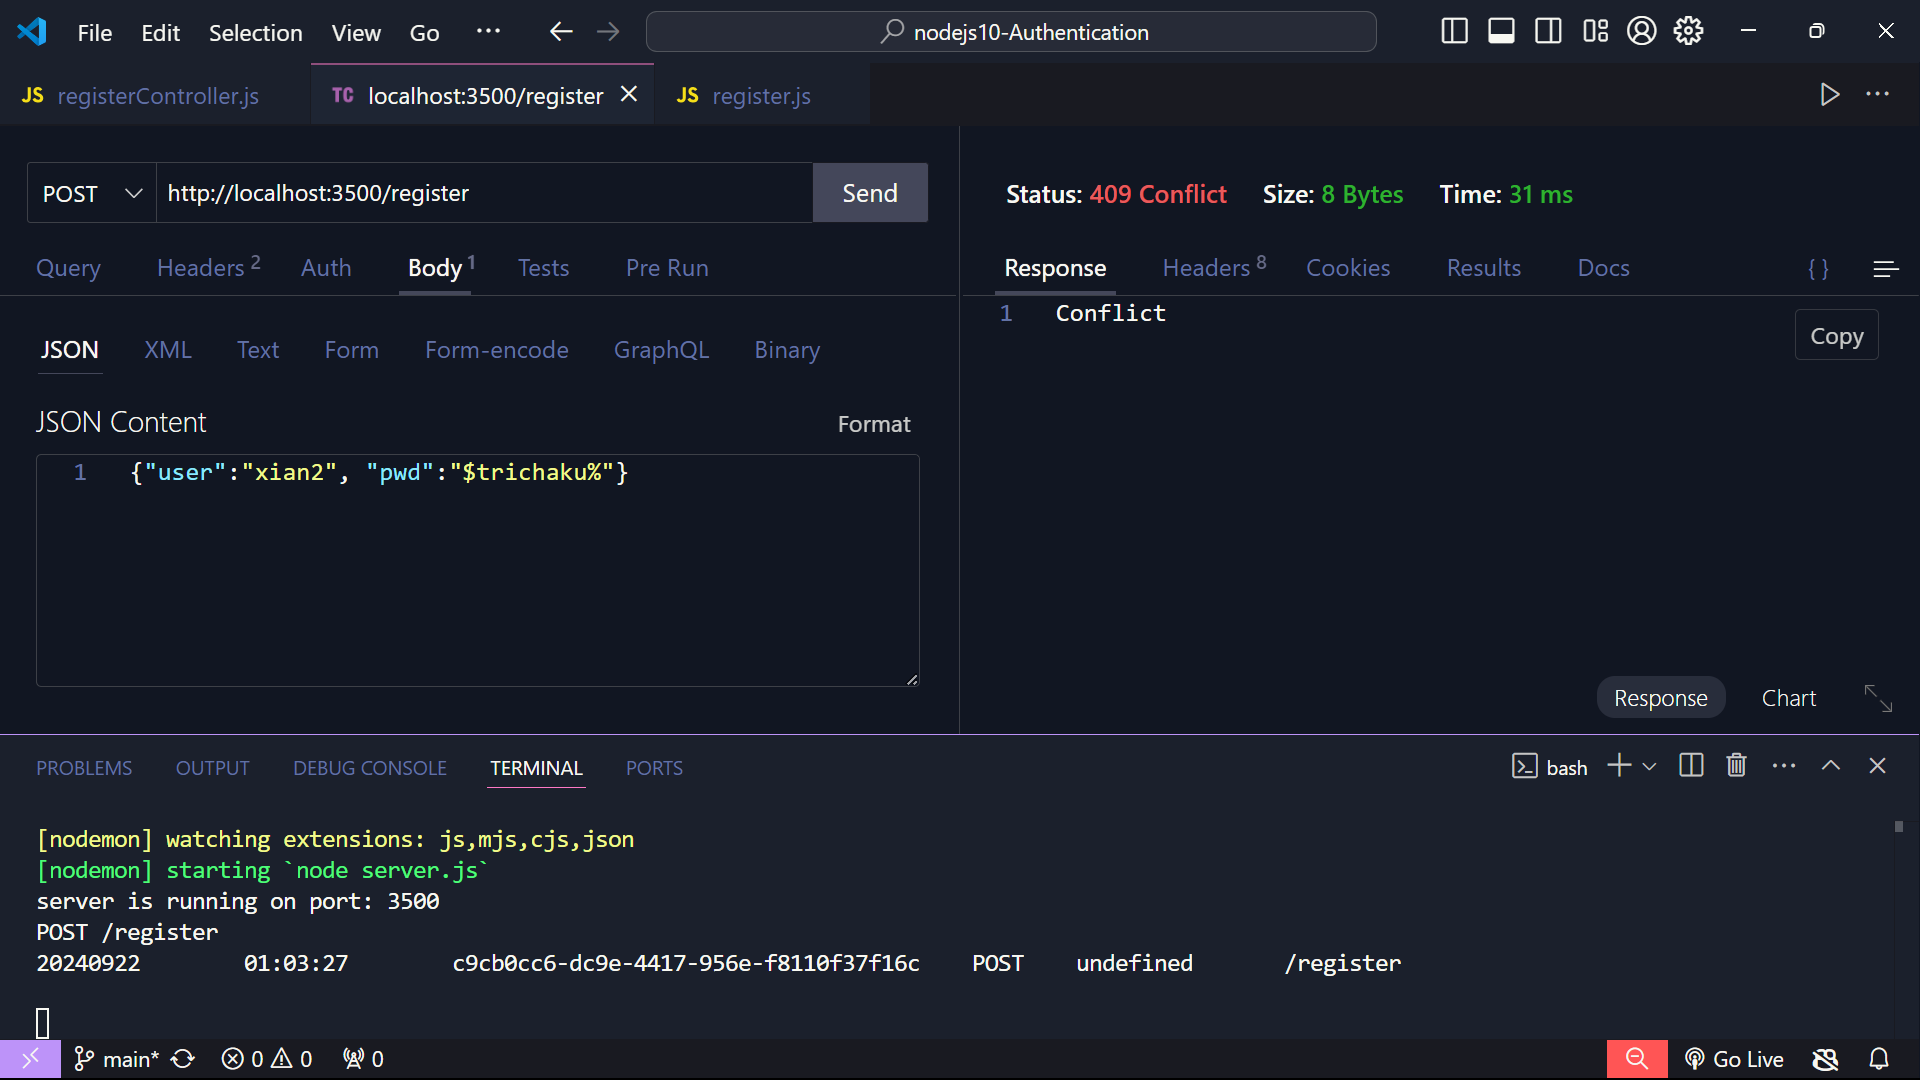 File Edit Selection View Go ··· nodejs10-Authentication
JS registerController.js TC localhost:3500/register JS register.js ···
POST http://localhost:3500/register Send
Status: 409 Conflict Size: 8 Bytes Time: 31 ms
Query Headers 2 Auth Body 1 Tests Pre Run
Response Headers 8 Cookies Results Docs { }
1 Conflict
Copy
JSON XML Text Form Form-encode GraphQL Binary
JSON Content Format
1 {"user":"xian2", "pwd":"$trichaku%"}
Response Chart
PROBLEMS OUTPUT DEBUG CONSOLE TERMINAL PORTS bash ···
[nodemon] watching extensions: js,mjs,cjs,json
[nodemon] starting `node server.js`
server is running on port: 3500
POST /register
20240922 01:03:27 c9cb0cc6-dc9e-4417-956e-f8110f37f16c POST undefined /register
main* 0 0 0 Go Live